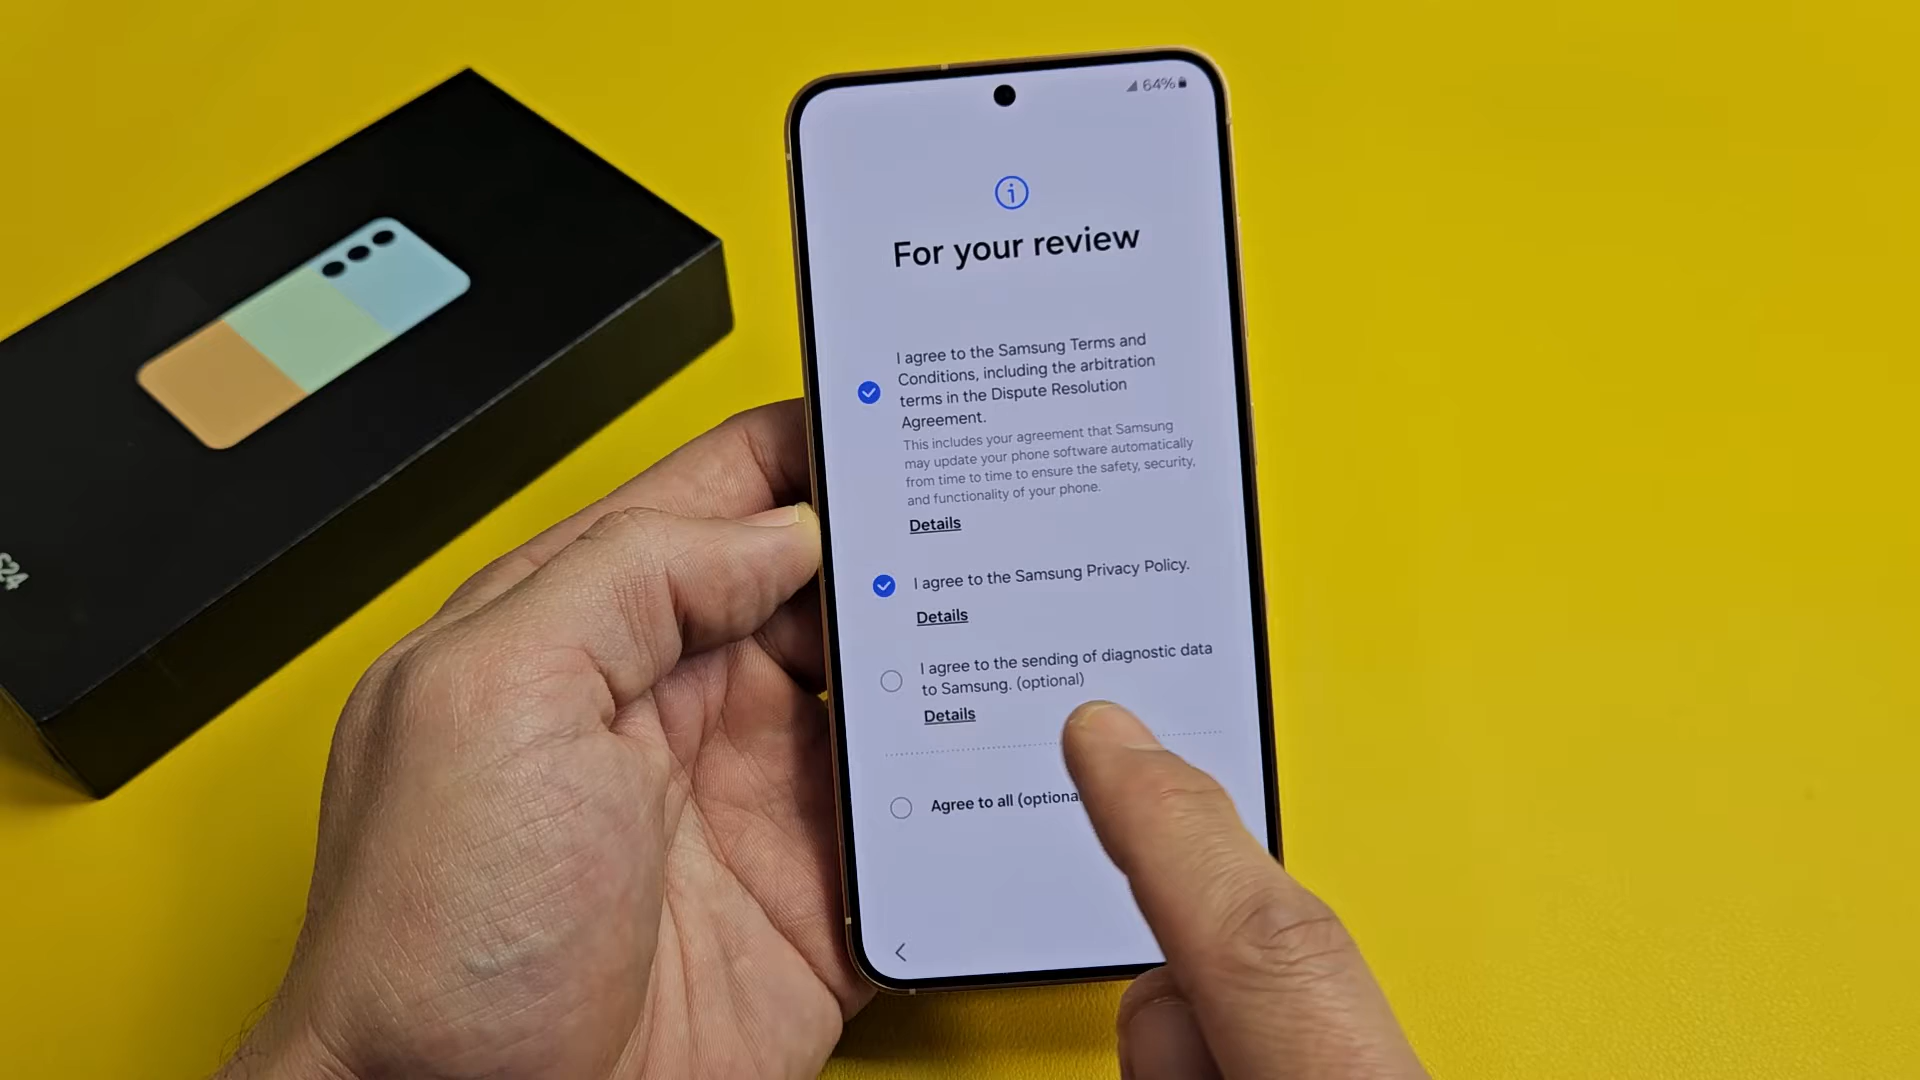 64%
For your review
I agree to the Samsung Terms and
Conditions, including the arbitration
terms in the Dispute Resolution
Agreement.
This includes your agreement that Samsung
may update your phone software automatically
from time to time to ensure the safety, security,
and functionality of your phone.
Details
I agree to the Samsung Privacy Policy.
Details
I agree to the sending of diagnostic data
to Samsung. (optional)
Details
Agree to all (optiona
S24